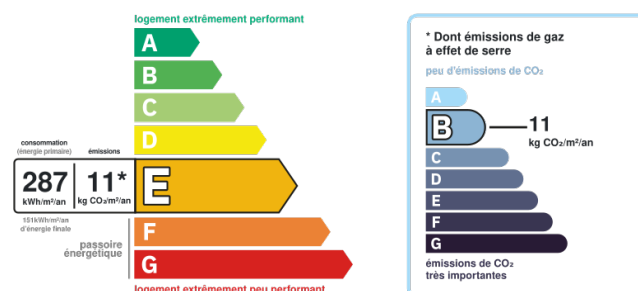 logement extrêmement performant
A
B
C
D
consommation
(énergie primaire)
émissions
287
kWh/m²/an
11*
kg CO₂/m²/an
E
151kWh/m²/an
d'énergie finale
passoire
énergétique
F
G
logement extrêmement peu performant
* Dont émissions de gaz
à effet de serre
peu d'émissions de CO₂
A
B
11
kg CO₂/m²/an
C
D
E
F
G
émissions de CO₂
très importantes